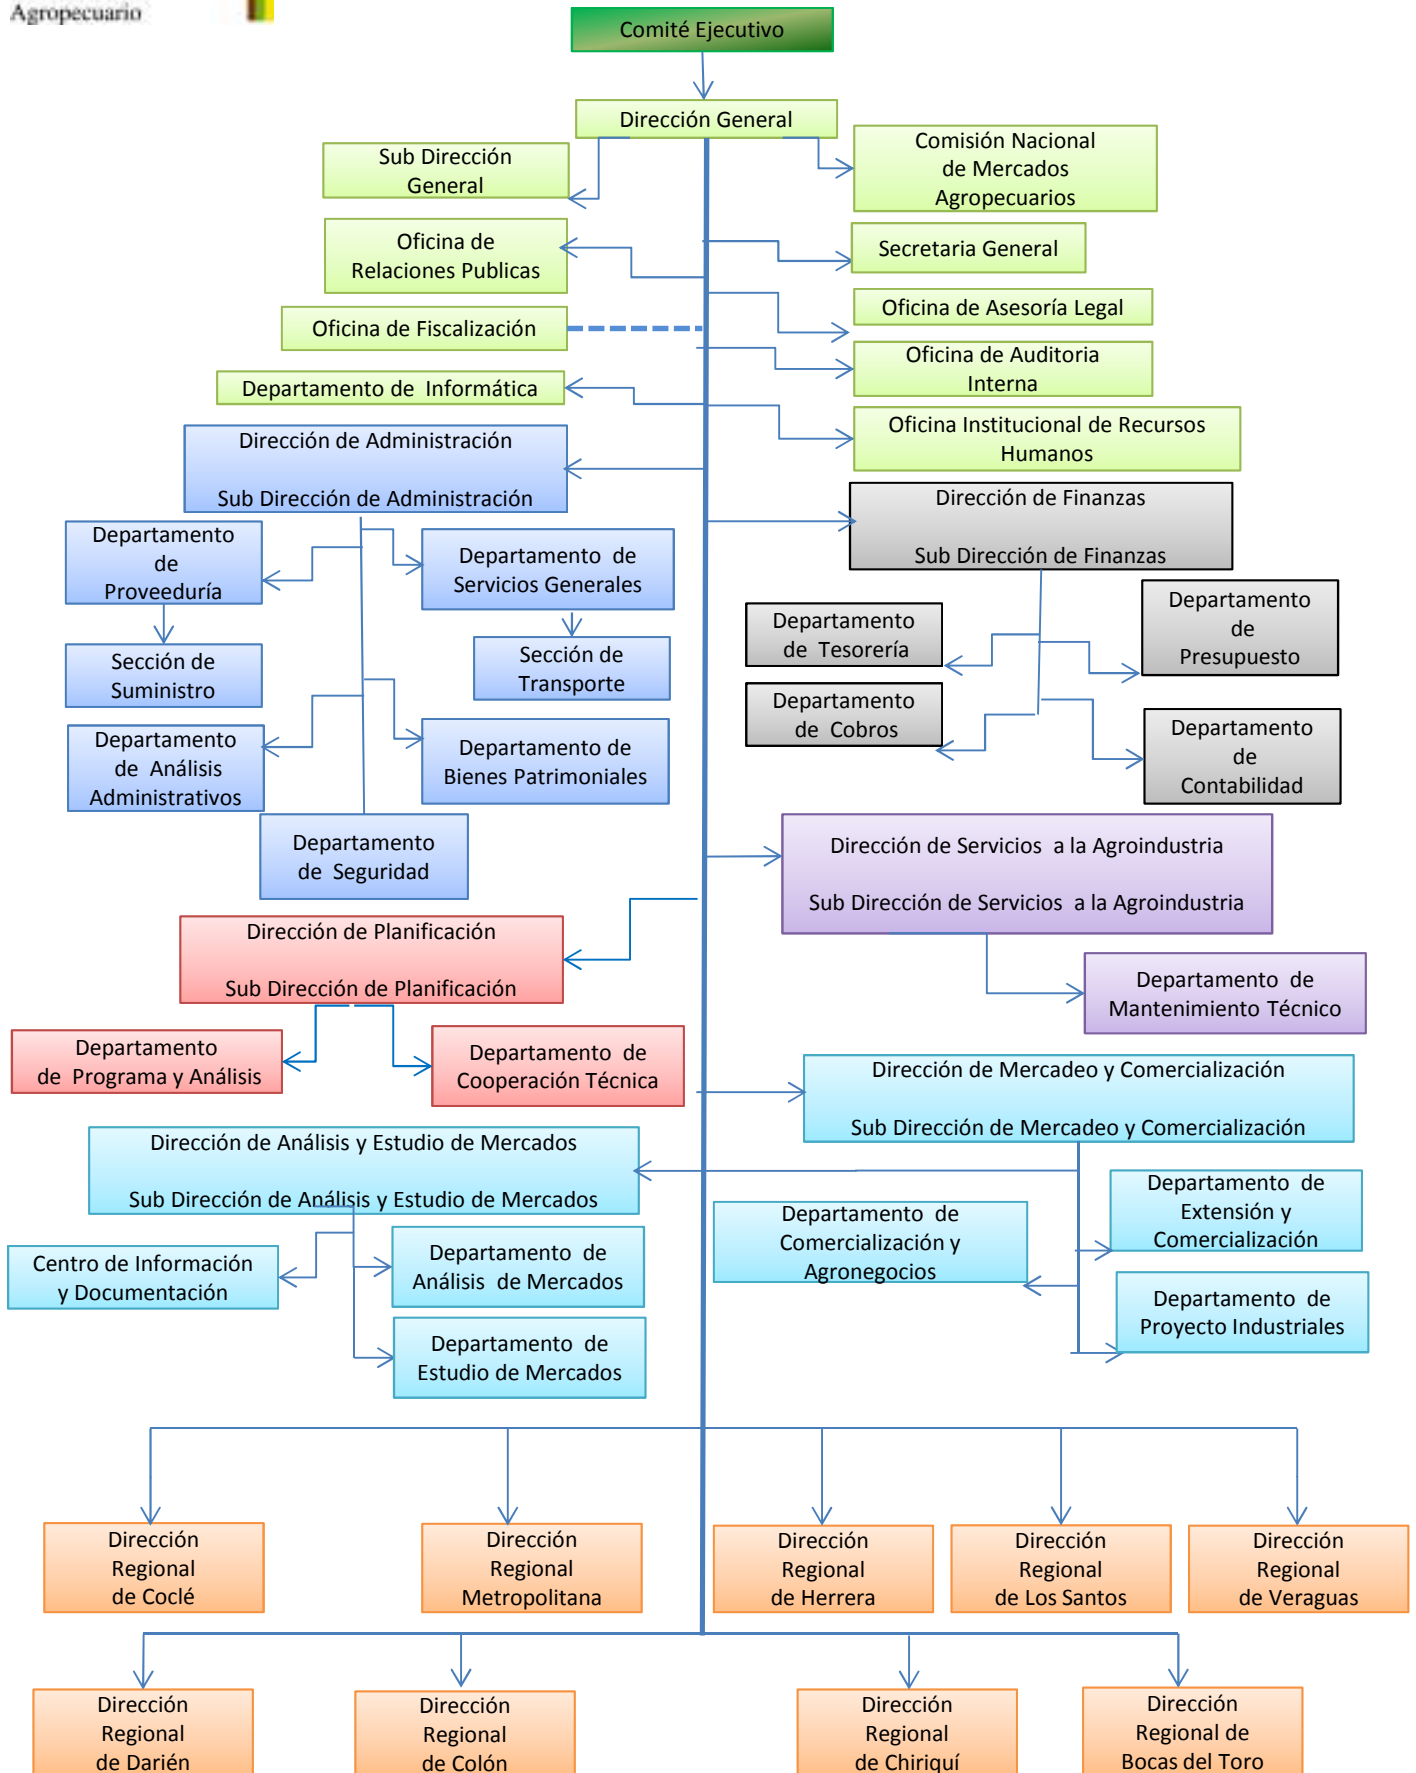 Agropecuario
Comité Ejecutivo
Dirección General
Sub Dirección
General
Comisión Nacional
de Mercados
Agropecuarios
Oficina de
Relaciones Publicas
Secretaria General
Oficina de Fiscalización
Oficina de Asesoría Legal
Oficina de Auditoria
Interna
Departamento de Informática
Oficina Institucional de Recursos
Humanos
Dirección de Administración
Sub Dirección de Administración
Dirección de Finanzas
Sub Dirección de Finanzas
Departamento
de
Proveeduría
Departamento de
Servicios Generales
Sección de
Suministro
Sección de
Transporte
Departamento
de Tesorería
Departamento
de
Presupuesto
Departamento
de Cobros
Departamento
de
Contabilidad
Departamento
de Análisis
Administrativos
Departamento de
Bienes Patrimoniales
Departamento
de Seguridad
Dirección de Servicios a la Agroindustria
Sub Dirección de Servicios a la Agroindustria
Departamento de
Mantenimiento Técnico
Dirección de Planificación
Sub Dirección de Planificación
Departamento
de Programa y Análisis
Departamento de
Cooperación Técnica
Dirección de Mercadeo y Comercialización
Sub Dirección de Mercadeo y Comercialización
Dirección de Análisis y Estudio de Mercados
Sub Dirección de Análisis y Estudio de Mercados
Departamento de
Comercialización y
Agronegocios
Departamento de
Extensión y
Comercialización
Departamento de
Proyecto Industriales
Centro de Información
y Documentación
Departamento de
Análisis de Mercados
Departamento de
Estudio de Mercados
Dirección
Regional
de Coclé
Dirección
Regional
Metropolitana
Dirección
Regional
de Herrera
Dirección
Regional
de Los Santos
Dirección
Regional
de Veraguas
Dirección
Regional
de Darién
Dirección
Regional
de Colón
Dirección
Regional
de Chiriquí
Dirección
Regional de
Bocas del Toro